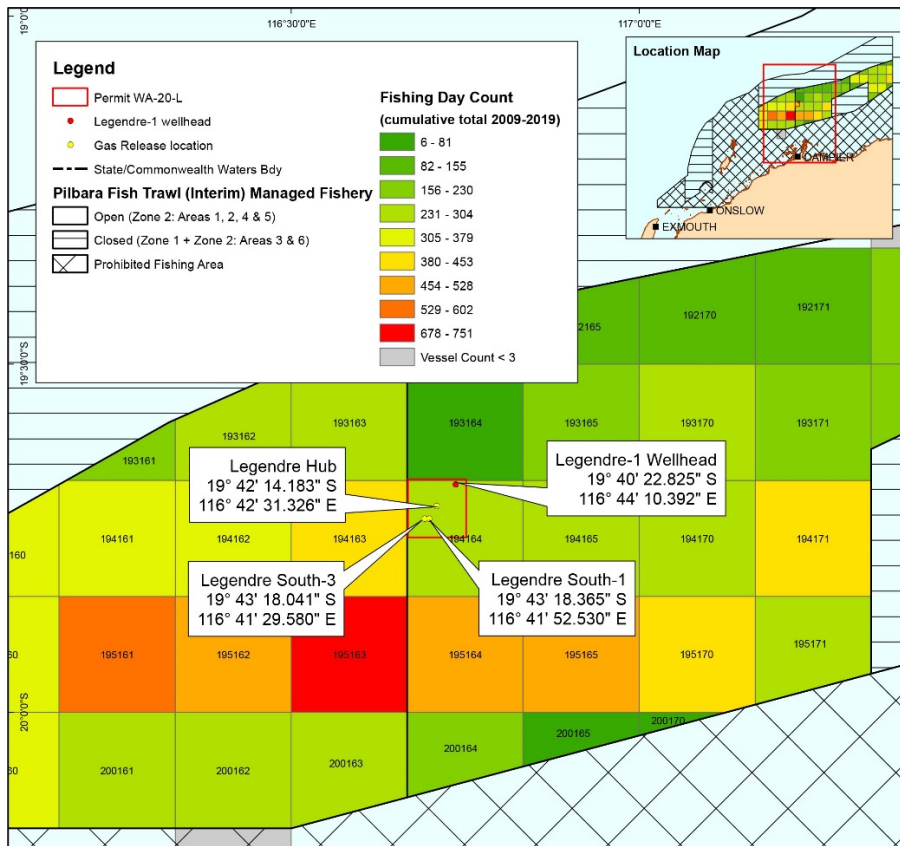 116°30'0"E
117°0'0"E
19°0'0"S
19°30'0"S
20°0'0"S
Legend
Permit WA-20-L
Legendre-1 wellhead
Gas Release location
State/Commonwealth Waters Bdy
Pilbara Fish Trawl (Interim) Managed Fishery
Open (Zone 2: Areas 1, 2, 4 & 5)
Closed (Zone 1 + Zone 2: Areas 3 & 6)
Prohibited Fishing Area
Fishing Day Count
(cumulative total 2009-2019)
6 - 81
82 - 155
156 - 230
231 - 304
305 - 379
380 - 453
454 - 528
529 - 602
678 - 751
Vessel Count < 3
Location Map
DAMPIER
ONSLOW
EXMOUTH
2165
192170
192171
193161
193162
193163
193164
193165
193170
193171
Legendre Hub
19° 42' 14.183" S
116° 42' 31.326" E
Legendre-1 Wellhead
19° 40' 22.825" S
116° 44' 10.392" E
160
194161
194162
194163
194164
194165
194170
194171
Legendre South-3
19° 43' 18.041" S
116° 41' 29.580" E
Legendre South-1
19° 43' 18.365" S
116° 41' 52.530" E
60
195161
195162
195163
195164
195165
195170
195171
60
200161
200162
200163
200164
200165
200170